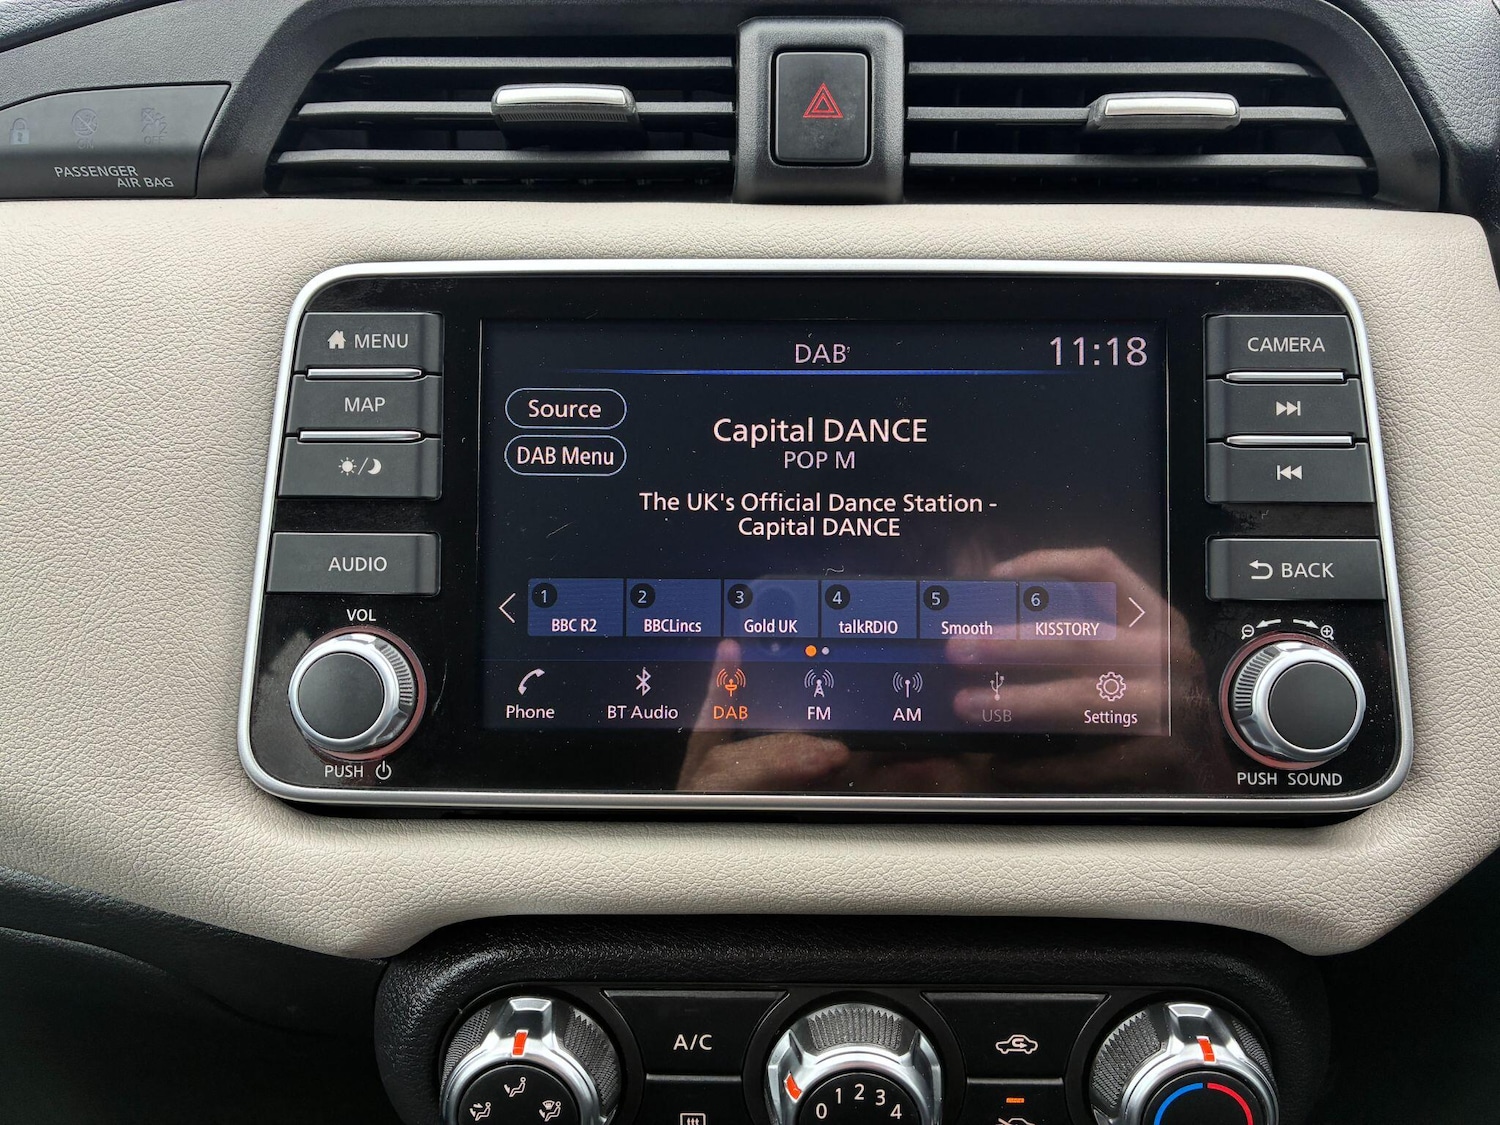 PASSENGER
AIR BAG
MENU
MAP
AUDIO
VOL
PUSH
DAB
11:18
Source
DAB Menu
Capital DANCE
POP M
The UK's Official Dance Station -
Capital DANCE
1 2 3 4 5 6
BBC R2 BBCLincs Gold UK talkRDIO Smooth KISSTORY
Phone BT Audio DAB FM AM USB Settings
CAMERA
BACK
PUSH SOUND
A/C
0 1 2 3 4